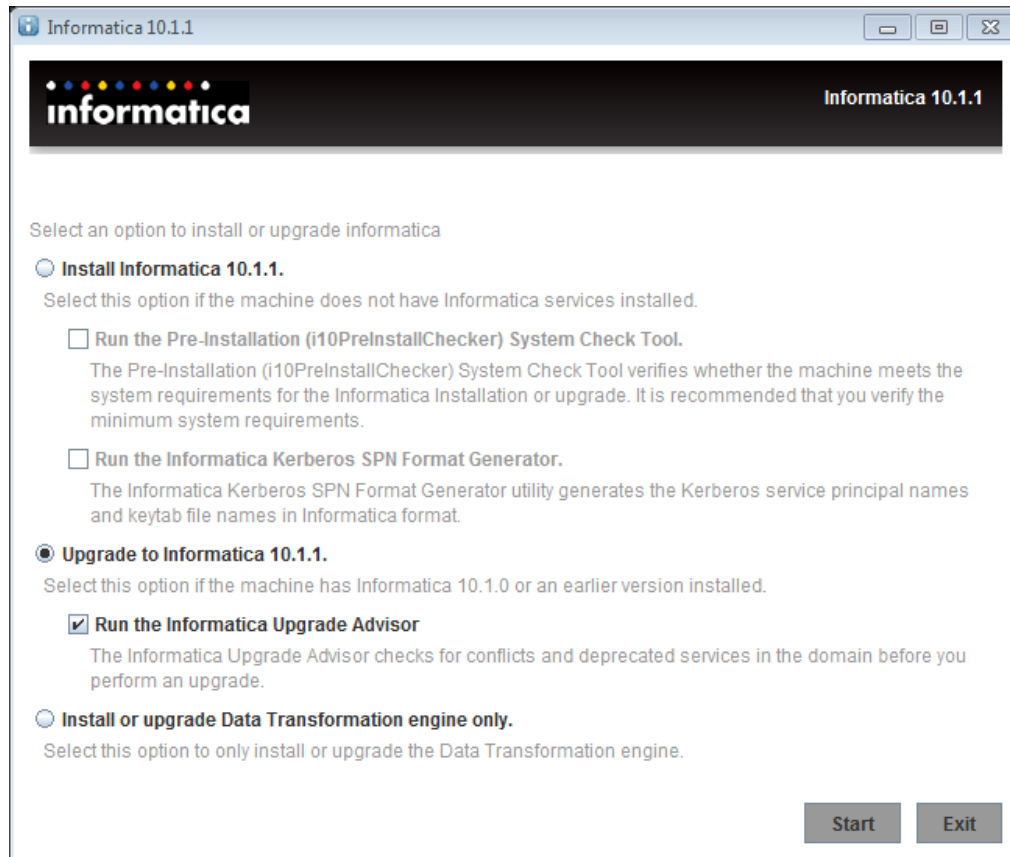 Informatica 10.1.1
informatica
Informatica 10.1.1
Select an option to install or upgrade informatica
Install Informatica 10.1.1.
Select this option if the machine does not have Informatica services installed.
Run the Pre-Installation (i10PreInstallChecker) System Check Tool.
The Pre-Installation (i10PreInstallChecker) System Check Tool verifies whether the machine meets the
system requirements for the Informatica Installation or upgrade. It is recommended that you verify the
minimum system requirements.
Run the Informatica Kerberos SPN Format Generator.
The Informatica Kerberos SPN Format Generator utility generates the Kerberos service principal names
and keytab file names in Informatica format.
Upgrade to Informatica 10.1.1.
Select this option if the machine has Informatica 10.1.0 or an earlier version installed.
Run the Informatica Upgrade Advisor
The Informatica Upgrade Advisor checks for conflicts and deprecated services in the domain before you
perform an upgrade.
Install or upgrade Data Transformation engine only.
Select this option to only install or upgrade the Data Transformation engine.
Start Exit